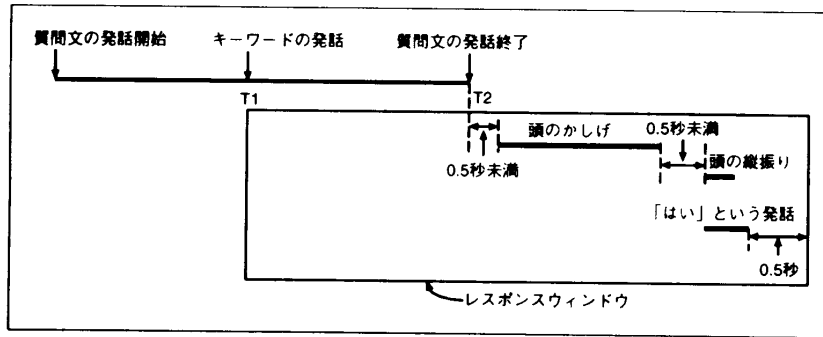 質問文の発話開始
キーワードの発話
質問文の発話終了
T1
T2
頭のかしげ
0.5秒未満
0.5秒未満
頭の縦振り
「はい」という発話
0.5秒
レスポンスウィンドウ